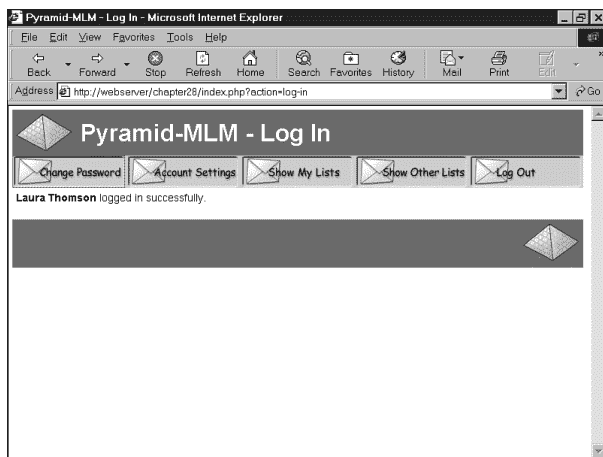 Pyramid-MLM - Log In - Microsoft Internet Explorer
File Edit View Favorites Tools Help
Back Forward Stop Refresh Home Search Favorites History Mail Print Edit
Address http://webserver/chapter28/index.php?action=log-in Go
Pyramid-MLM - Log In
Change Password Account Settings Show My Lists Show Other Lists Log Out
Laura Thomson logged in successfully.